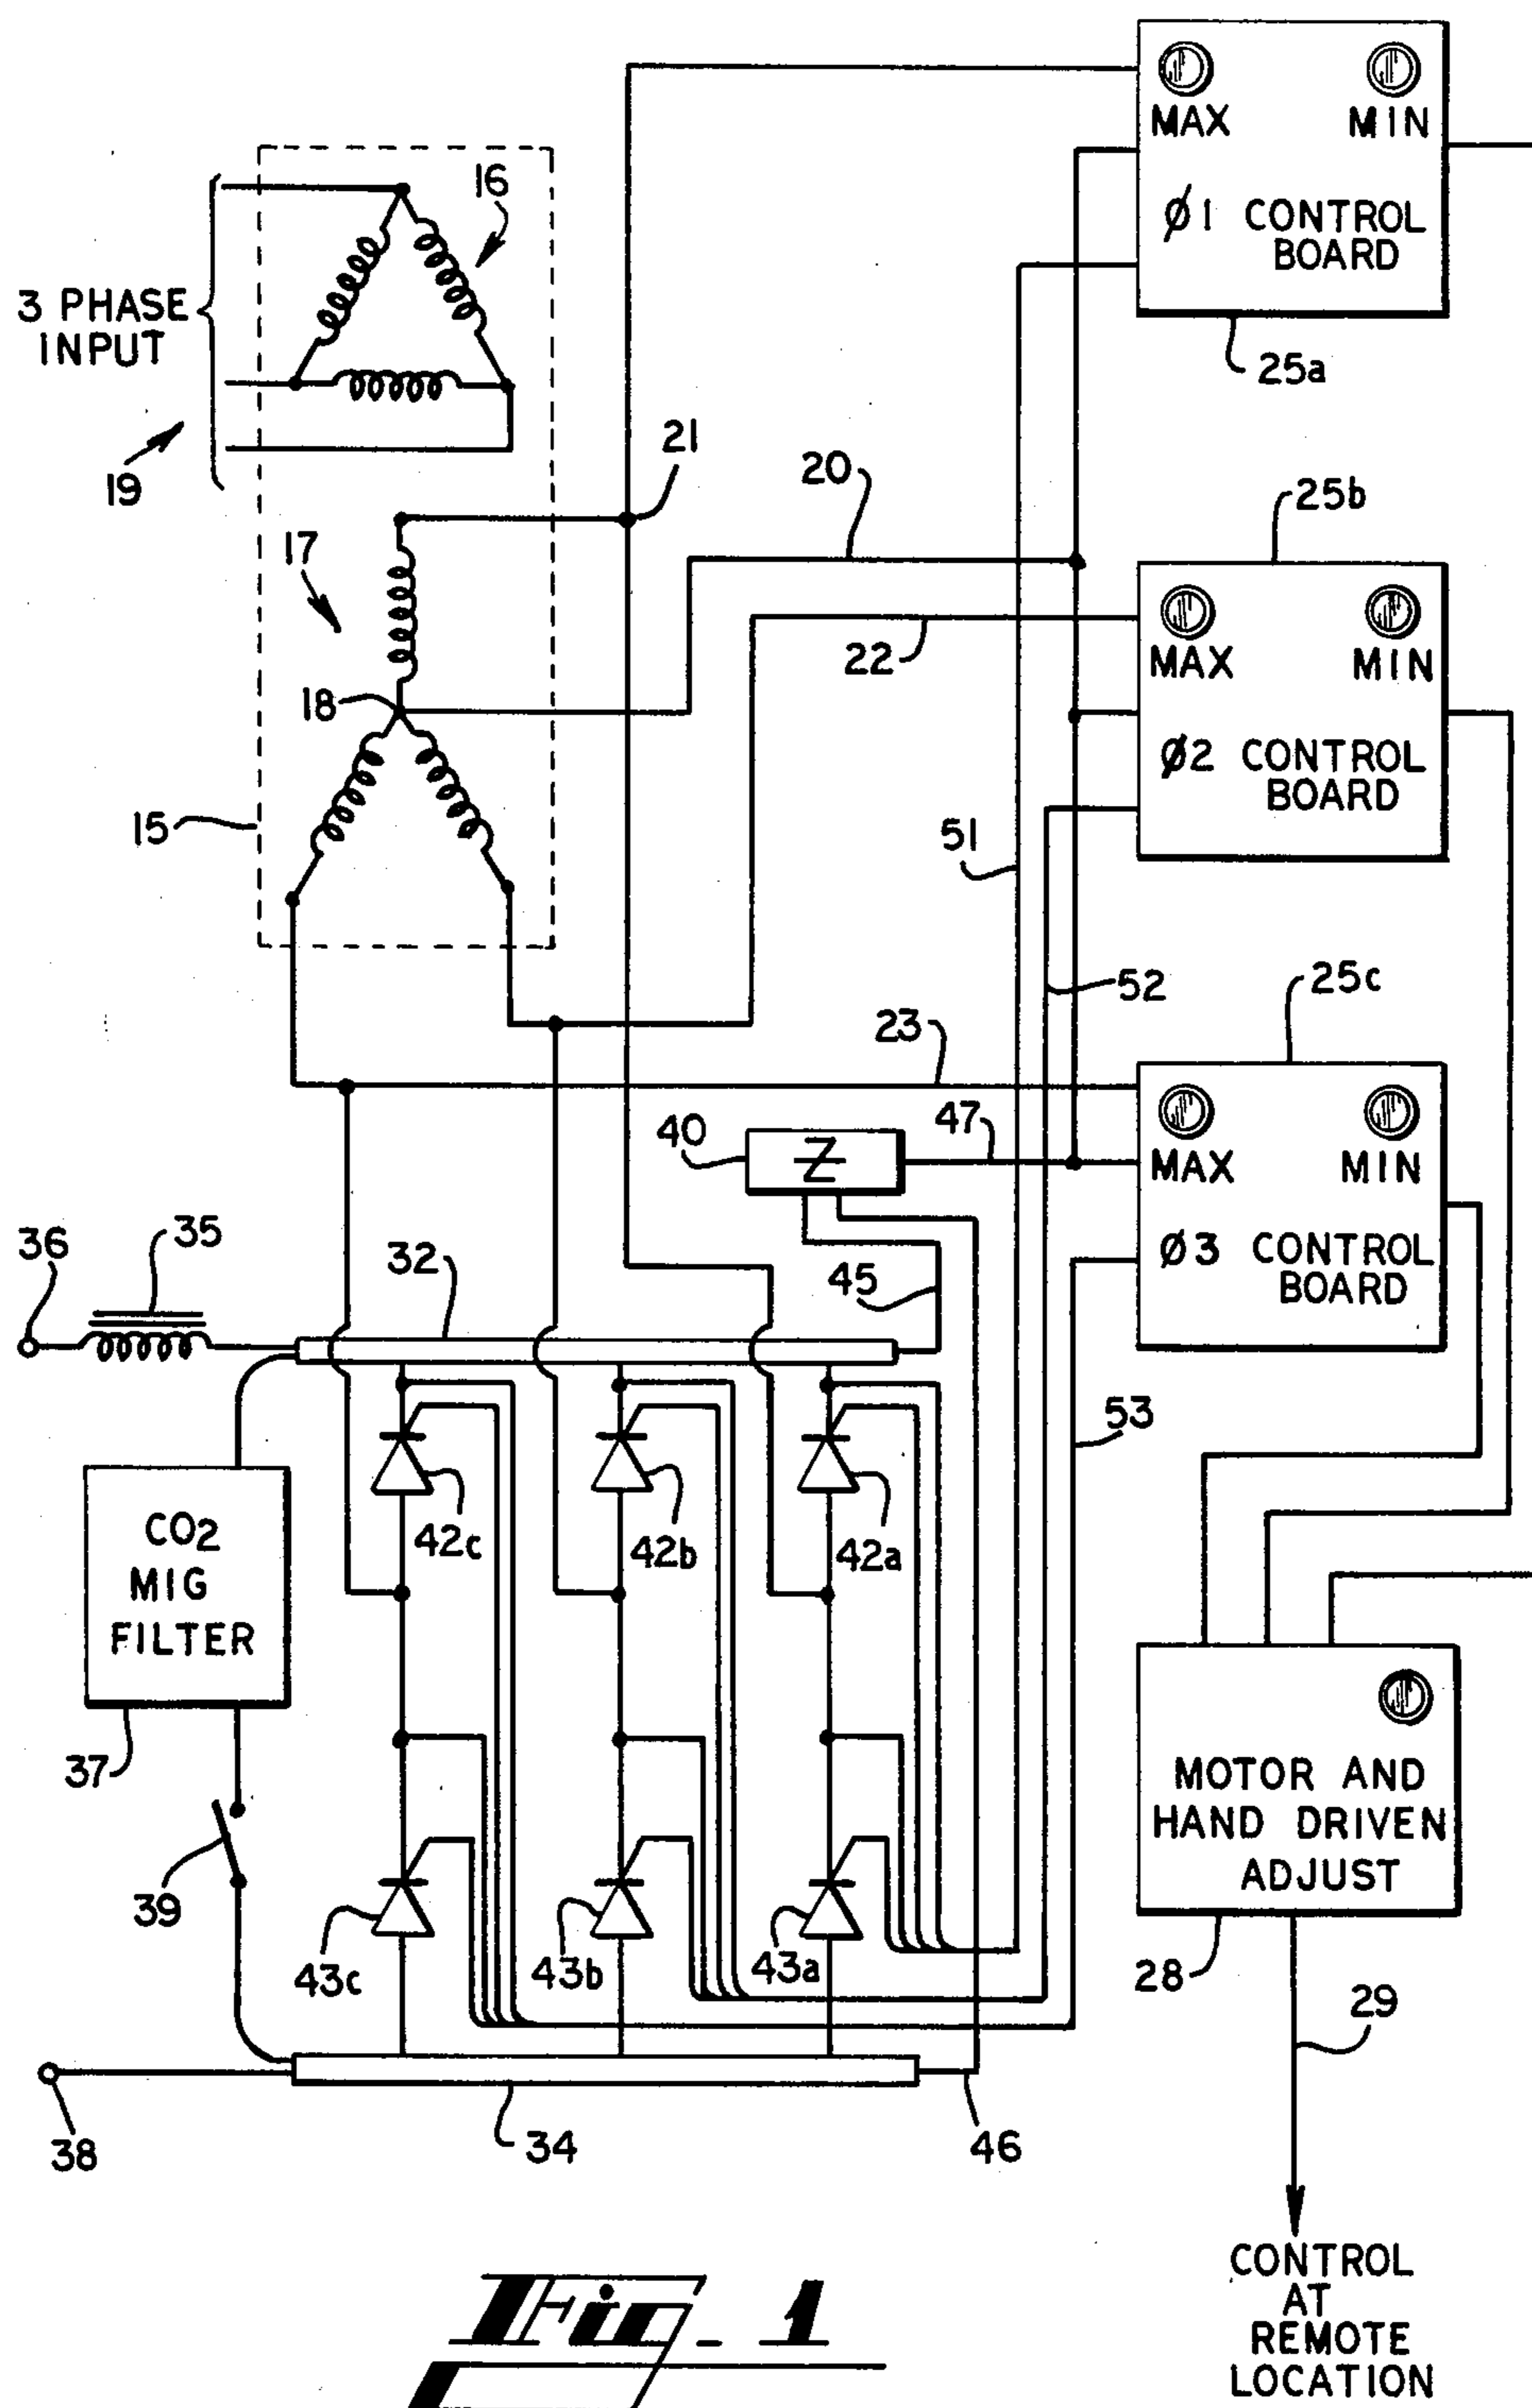 MAX MIN
Ø1 CONTROL
BOARD
25a
16
3 PHASE
INPUT
19
21
20
25b
17
22
MAX MIN
18
Ø2 CONTROL
BOARD
15
51
52
25c
23
40
Z
47
MAX MIN
36
35
32
45
Ø3 CONTROL
BOARD
53
CO2
MIG
FILTER
42c
42b
42a
37
MOTOR AND
HAND DRIVEN
ADJUST
39
43c
43b
43a
28
29
38
34
46
CONTROL
AT
REMOTE
LOCATION
Fig. 1